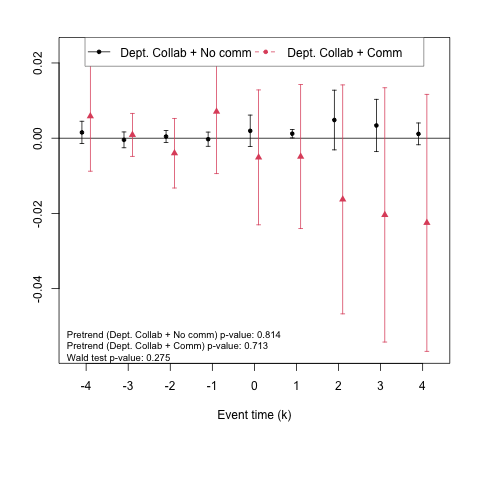 Dept. Collab + No comm
Dept. Collab + Comm
0.02
0.00
-0.02
-0.04
Pretrend (Dept. Collab + No comm) p-value: 0.814
Pretrend (Dept. Collab + Comm) p-value: 0.713
Wald test p-value: 0.275
-4 -3 -2 -1 0 1 2 3 4
Event time (k)